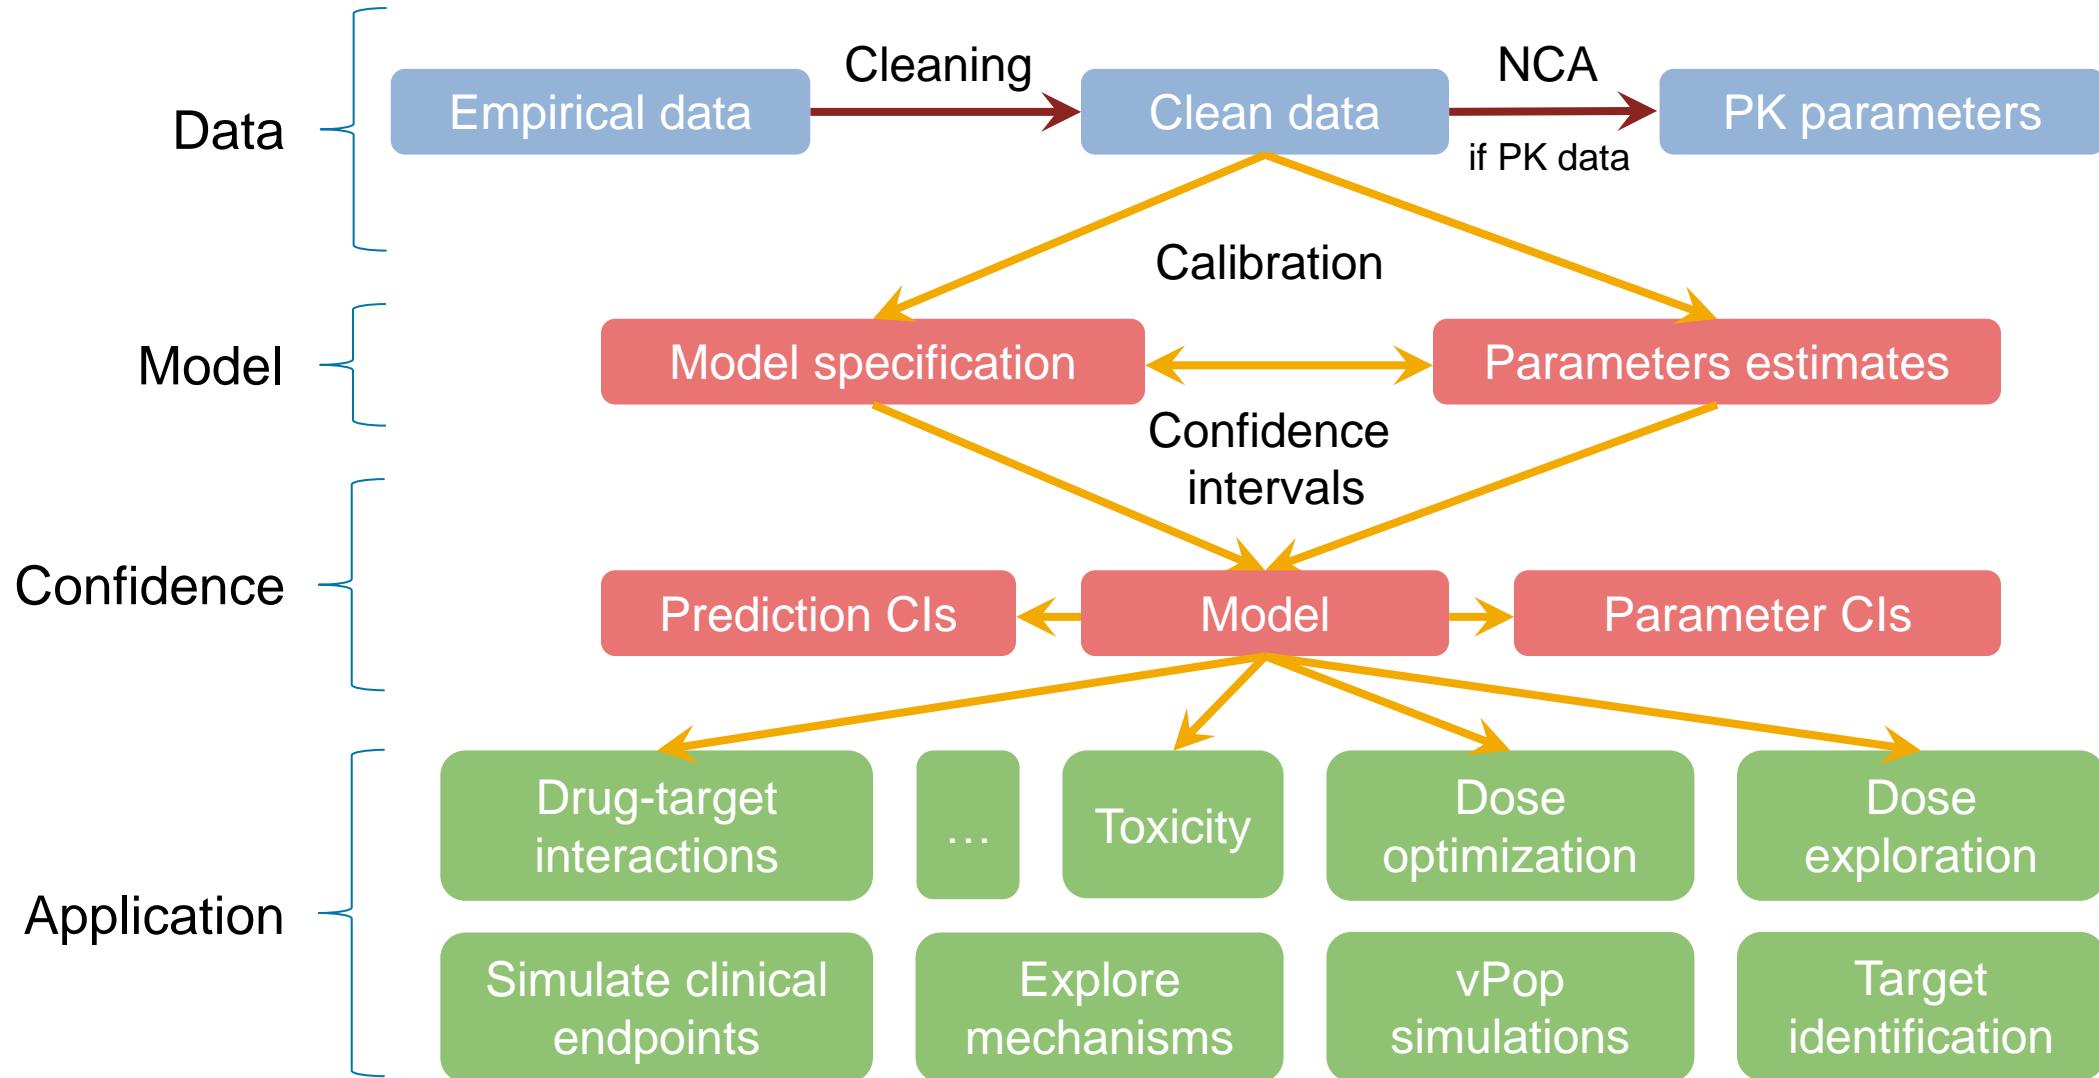 Data
Empirical data
Cleaning
Clean data
NCA
if PK data
PK parameters
Calibration
Model
Model specification
Parameters estimates
Confidence
intervals
Confidence
Prediction CIs
Model
Parameter CIs
Application
Drug-target
interactions
…
Toxicity
Dose
optimization
Dose
exploration
Simulate clinical
endpoints
Explore
mechanisms
vPop
simulations
Target
identification